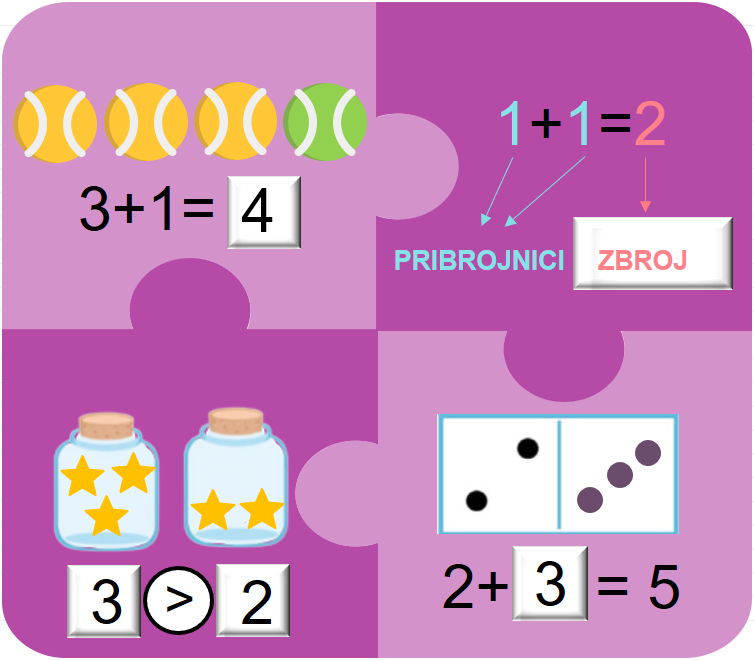 3+1= 4
1+1=2
PRIBROJNICI ZBROJ
3 > 2
2+ 3 = 5